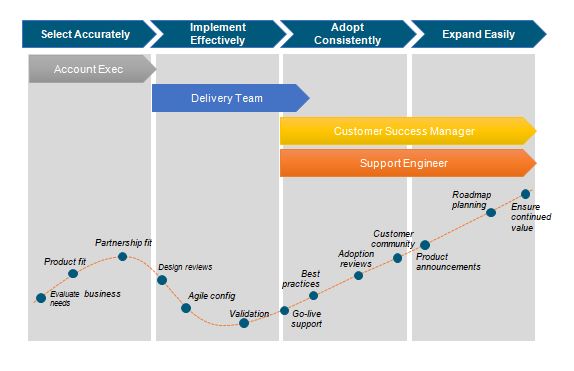 Select Accurately
Implement
Effectively
Adopt
Consistently
Expand Easily
Account Exec
Delivery Team
Customer Success Manager
Support Engineer
Evaluate business
needs
Product fit
Partnership fit
Design reviews
Agile config
Validation
Go-live
support
Best
practices
Adoption
reviews
Customer
community
Product
announcements
Roadmap
planning
Ensure
continued
value